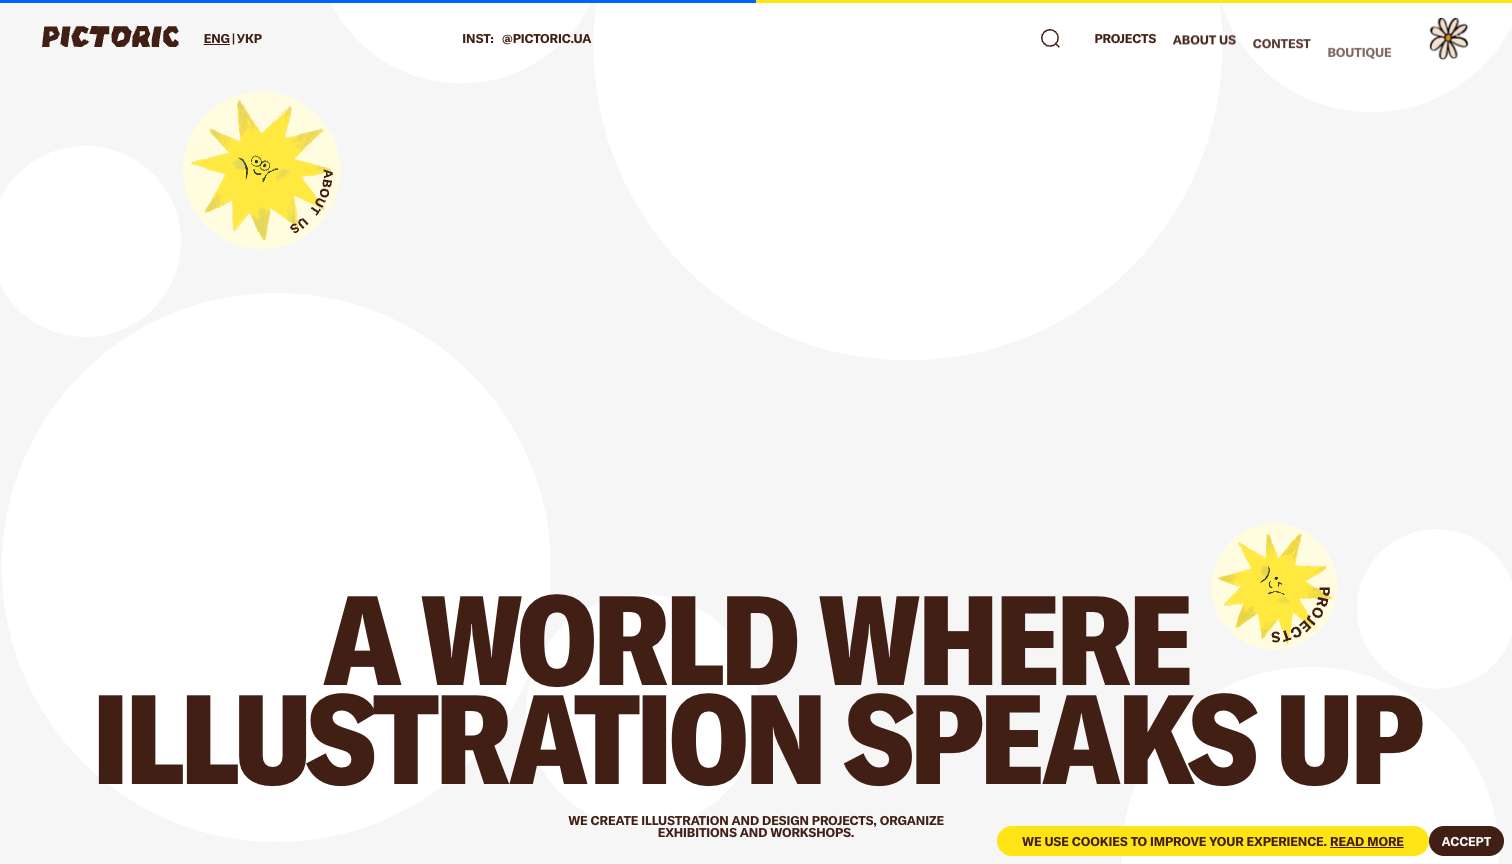 PICTORIC
ENG | УКР
INST: @PICTORIC.UA
PROJECTS
ABOUT US
CONTEST
BOUTIQUE
ABOUT US
PROJECTS
A WORLD WHERE
ILLUSTRATION SPEAKS UP
WE CREATE ILLUSTRATION AND DESIGN PROJECTS, ORGANIZE
EXHIBITIONS AND WORKSHOPS.
WE USE COOKIES TO IMPROVE YOUR EXPERIENCE. READ MORE
ACCEPT